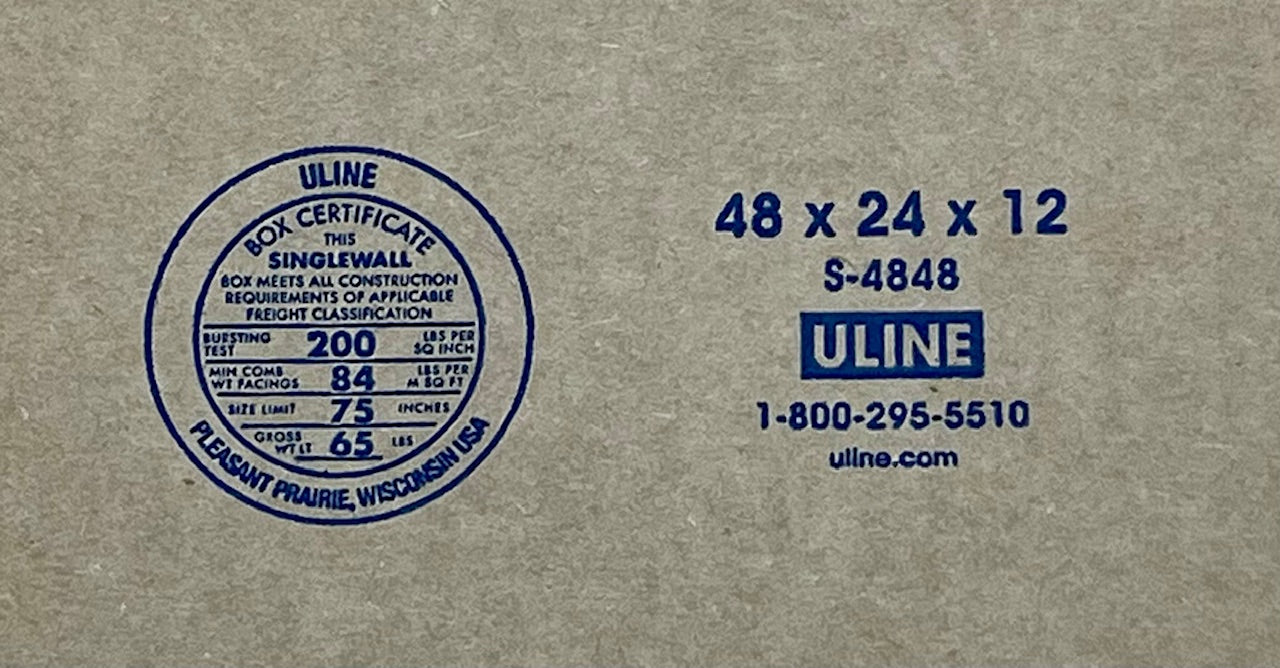 ULINE
BOX CERTIFICATE
THIS
SINGLEWALL
BOX MEETS ALL CONSTRUCTION
REQUIREMENTS OF APPLICABLE
FREIGHT CLASSIFICATION
BURSTING TEST 200 LBS PER SQ INCH
MIN COMB WT FACINGS 84 LBS PER M SQ FT
SIZE LIMIT 75 INCHES
GROSS WT LT 65 LBS
PLEASANT PRAIRIE, WISCONSIN USA
48 x 24 x 12
S-4848
ULINE
1-800-295-5510
uline.com